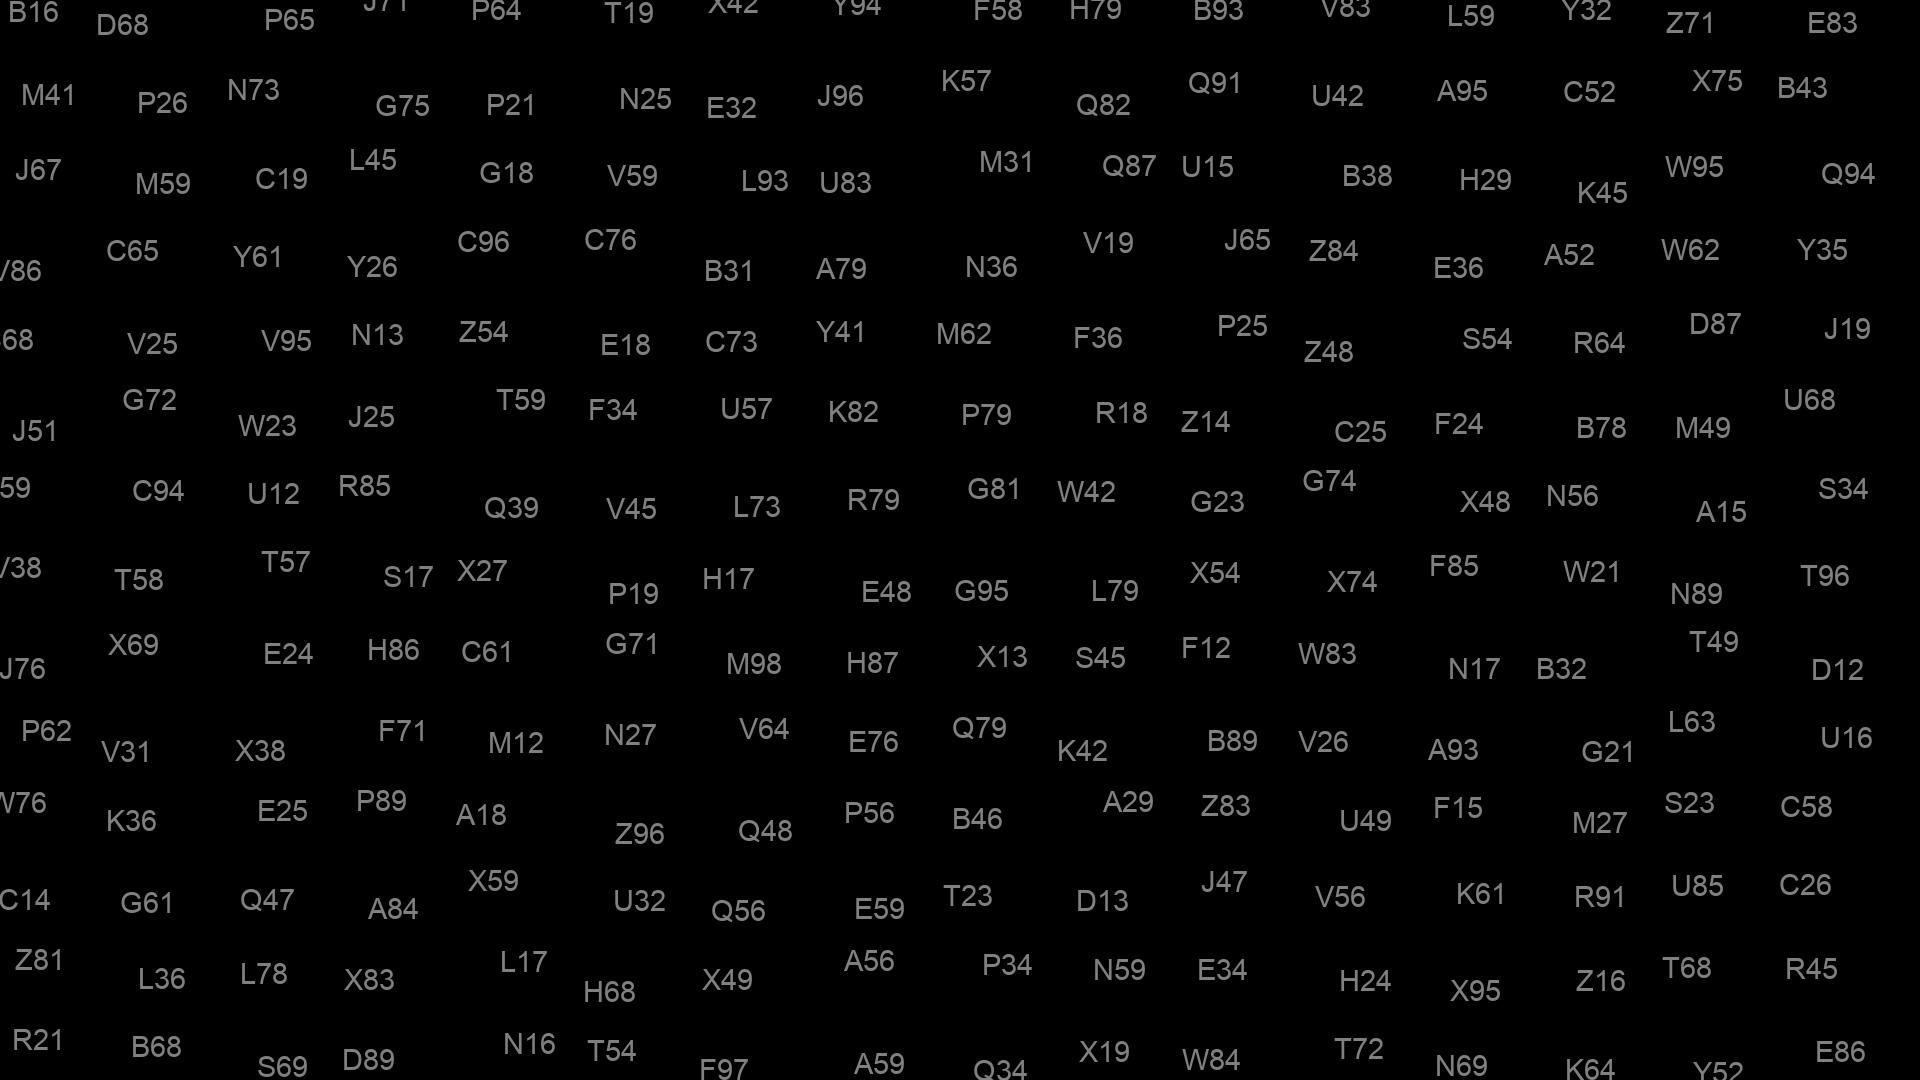 B16 D68 P65 J71 P64 T19 X42 Y94 F58 H79 B93 V83 L59 Y32 Z71 E83
M41 P26 N73 G75 P21 N25 E32 J96 K57 Q82 Q91 U42 A95 C52 X75 B43
J67 M59 C19 L45 G18 V59 L93 U83 M31 Q87 U15 B38 H29 K45 W95 Q94
V86 C65 Y61 Y26 C96 C76 B31 A79 N36 V19 J65 Z84 E36 A52 W62 Y35
68 V25 V95 N13 Z54 E18 C73 Y41 M62 F36 P25 Z48 S54 R64 D87 J19
J51 G72 W23 J25 T59 F34 U57 K82 P79 R18 Z14 C25 F24 B78 M49 U68
59 C94 U12 R85 Q39 V45 L73 R79 G81 W42 G23 G74 X48 N56 A15 S34
V38 T58 T57 S17 X27 P19 H17 E48 G95 L79 X54 X74 F85 W21 N89 T96
J76 X69 E24 H86 C61 G71 M98 H87 X13 S45 F12 W83 N17 B32 T49 D12
P62 V31 X38 F71 M12 N27 V64 E76 Q79 K42 B89 V26 A93 G21 L63 U16
W76 K36 E25 P89 A18 Z96 Q48 P56 B46 A29 Z83 U49 F15 M27 S23 C58
C14 G61 Q47 A84 X59 U32 Q56 E59 T23 D13 J47 V56 K61 R91 U85 C26
Z81 L36 L78 X83 L17 H68 X49 A56 P34 N59 E34 H24 X95 Z16 T68 R45
R21 B68 S69 D89 N16 T54 F97 A59 Q34 X19 W84 T72 N69 K64 Y52 E86